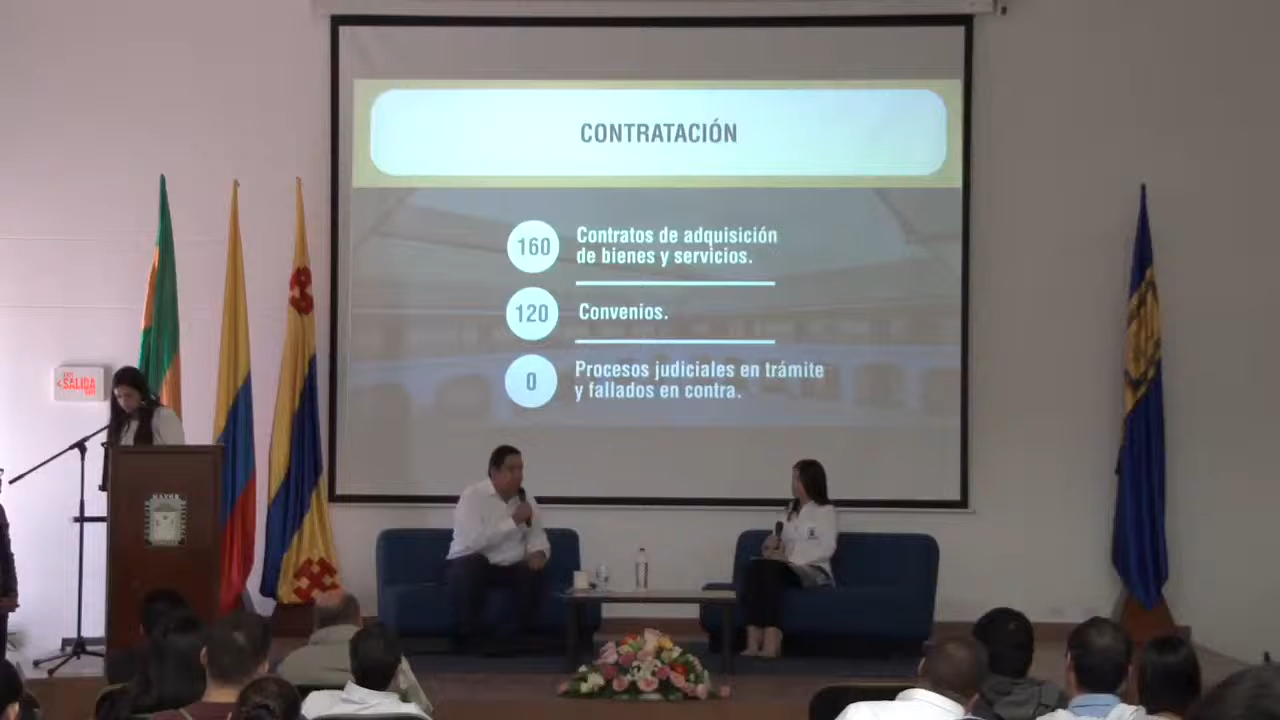 CONTRATACIÓN
160
Contratos de adquisición
de bienes y servicios.
120
Convenios.
0
Procesos judiciales en trámite
y fallados en contra.
SALIDA